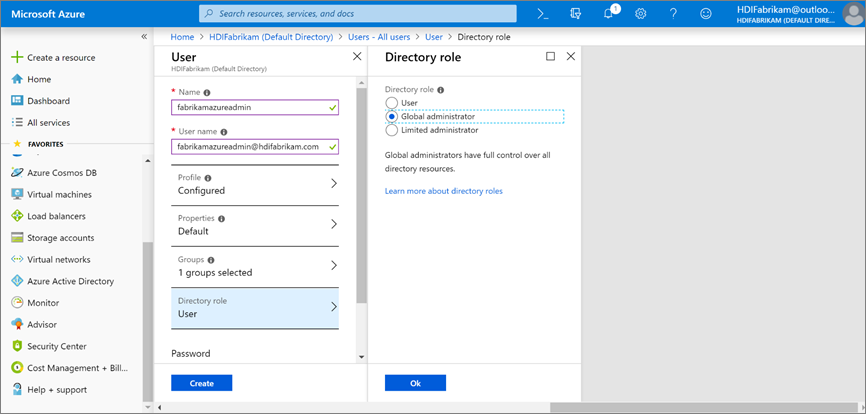 Microsoft Azure
Search resources, services, and docs
1
HDIFabrikam@outloo...
HDIFABRIKAM (DEFAULT DIRE...
Home > HDIFabrikam (Default Directory) > Users - All users > User > Directory role
«
+ Create a resource
Home
Dashboard
All services
FAVORITES
Azure Cosmos DB
Virtual machines
Load balancers
Storage accounts
Virtual networks
Azure Active Directory
Monitor
Advisor
Security Center
Cost Management + Bill...
Help + support
User
HDIFabrikam (Default Directory)
* Name
fabrikamazureadmin
* User name
fabrikamazureadmin@hdifabrikam.com
Profile
Configured
Properties
Default
Groups
1 groups selected
Directory role
User
Password
Create
Directory role
Directory role
User
Global administrator
Limited administrator
Global administrators have full control over all
directory resources.
Learn more about directory roles
Ok